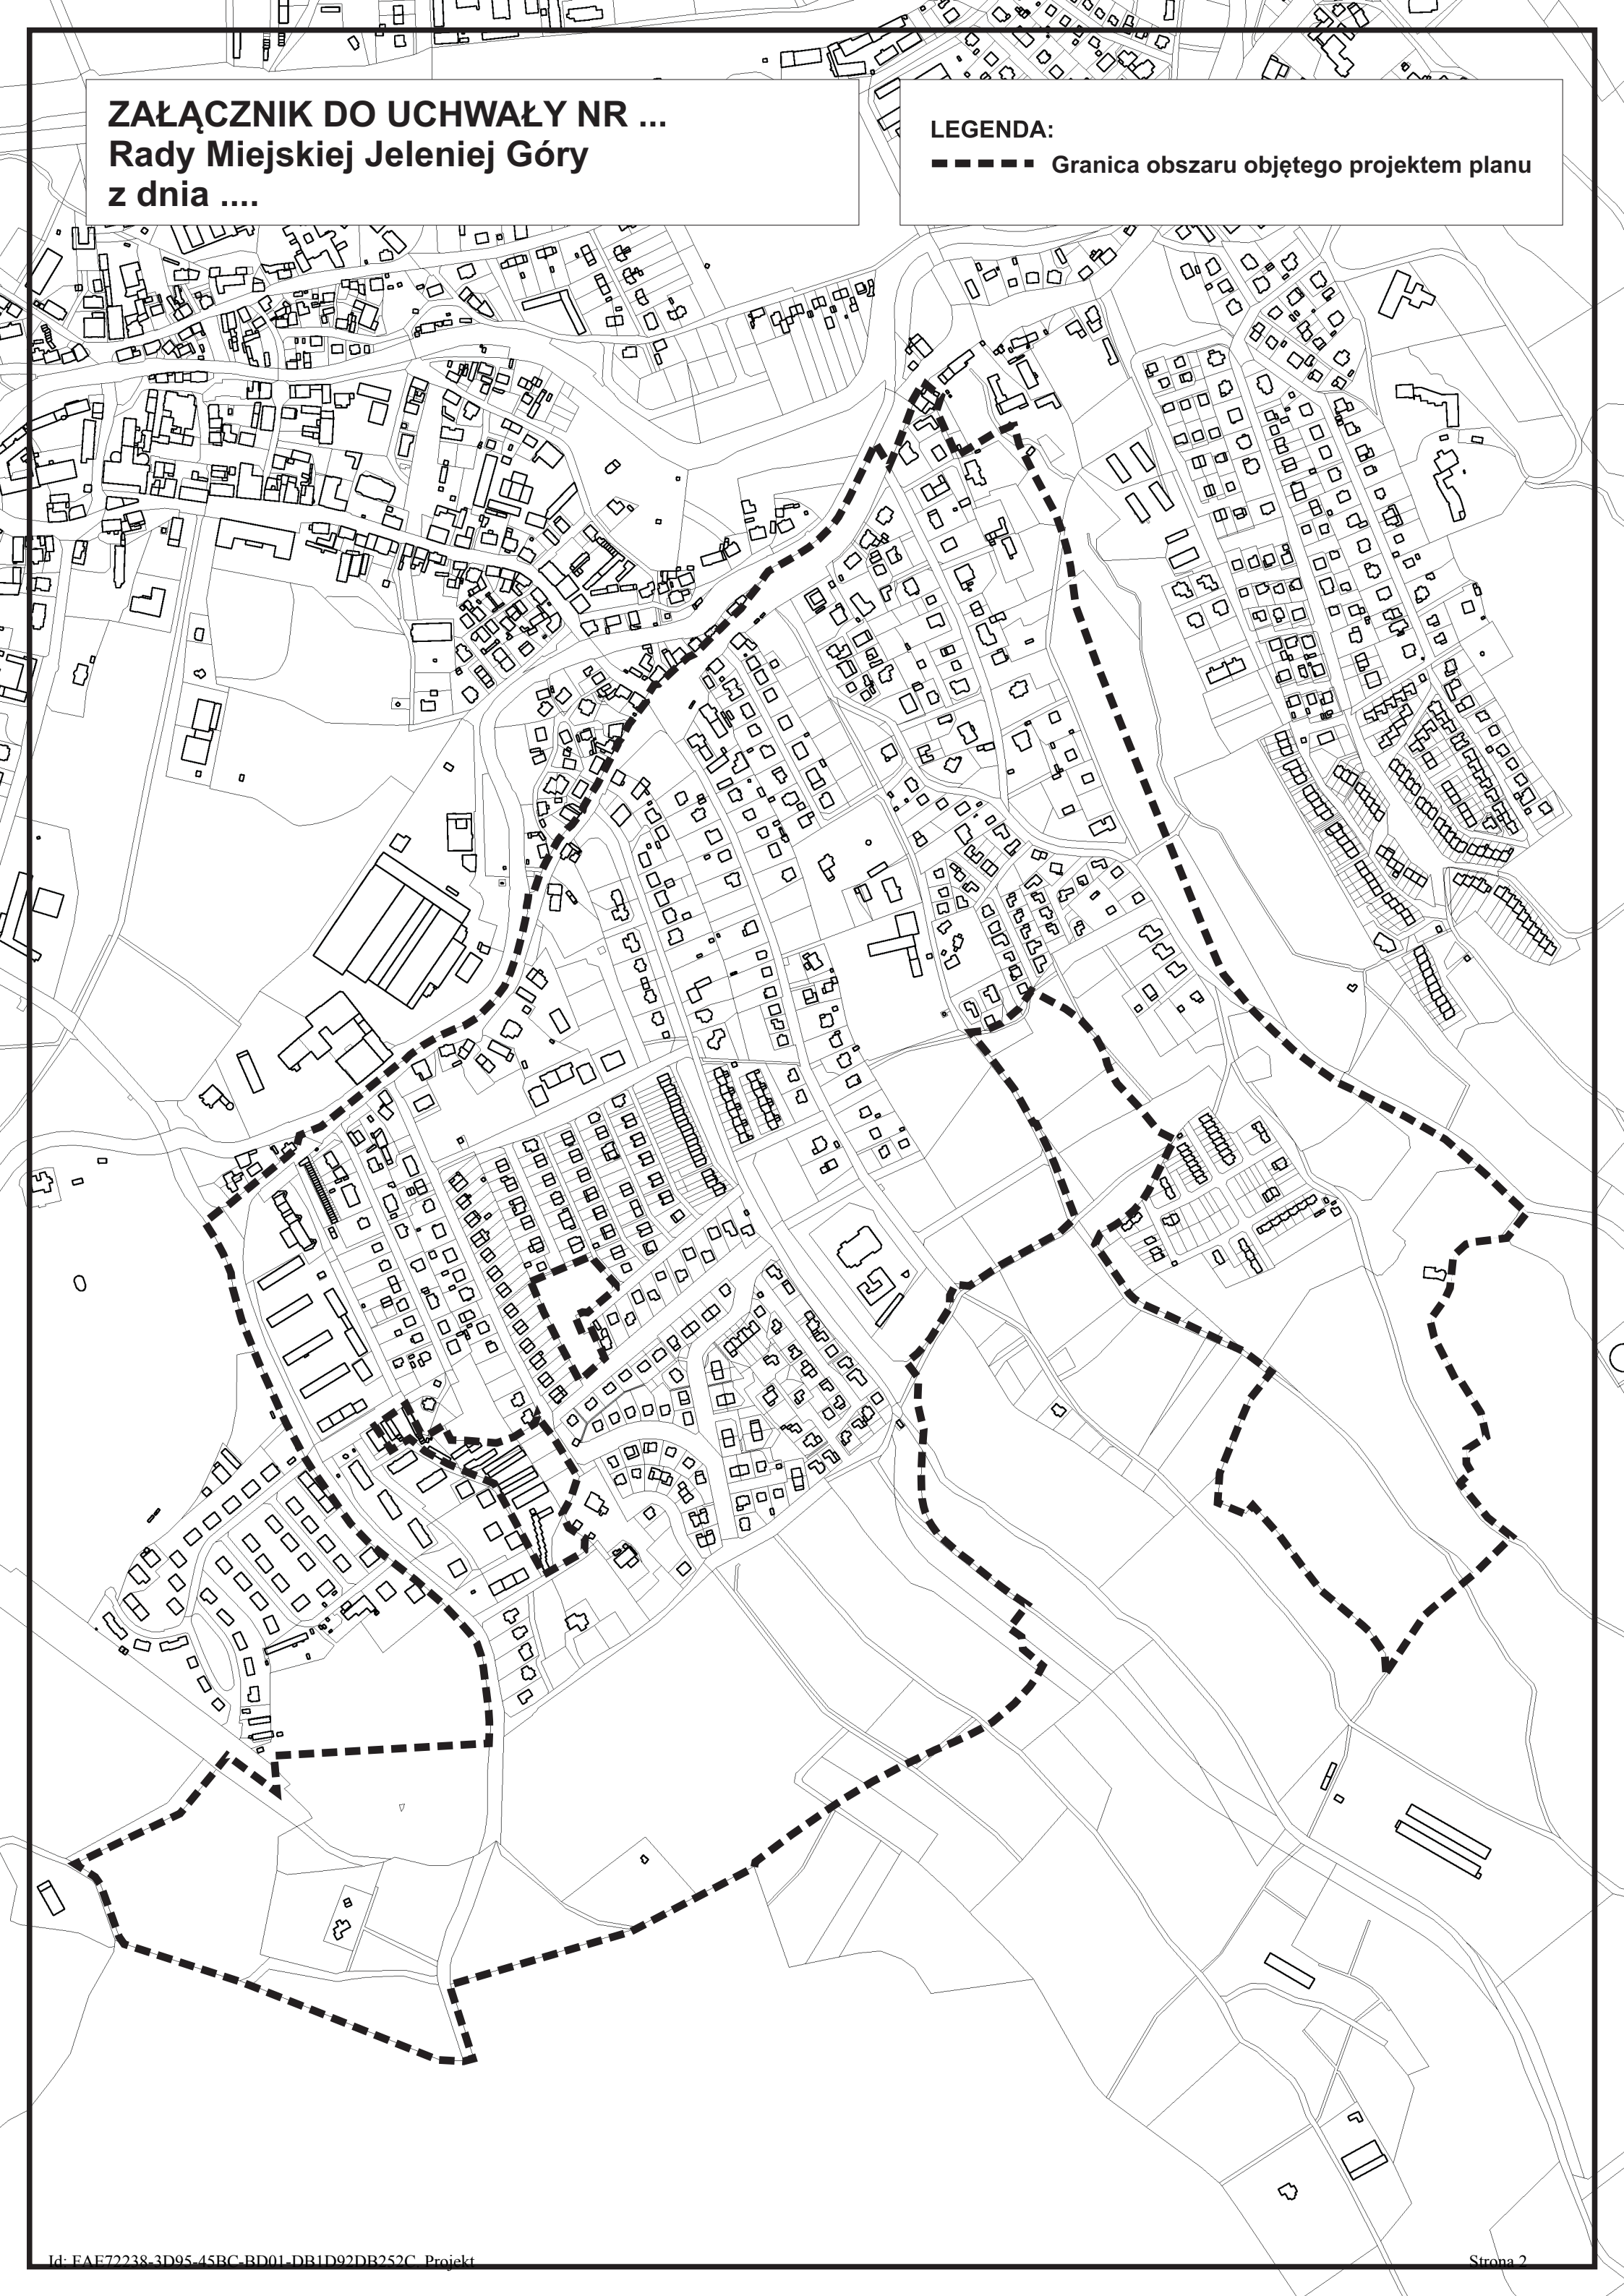 ZAŁĄCZNIK DO UCHWAŁY NR ...
Rady Miejskiej Jeleniej Góry
z dnia ....
LEGENDA:
Granica obszaru objętego projektem planu
Id: FAF72238-3D95-45BC-BD01-DB1D92DB252C. Projekt
Strona 2